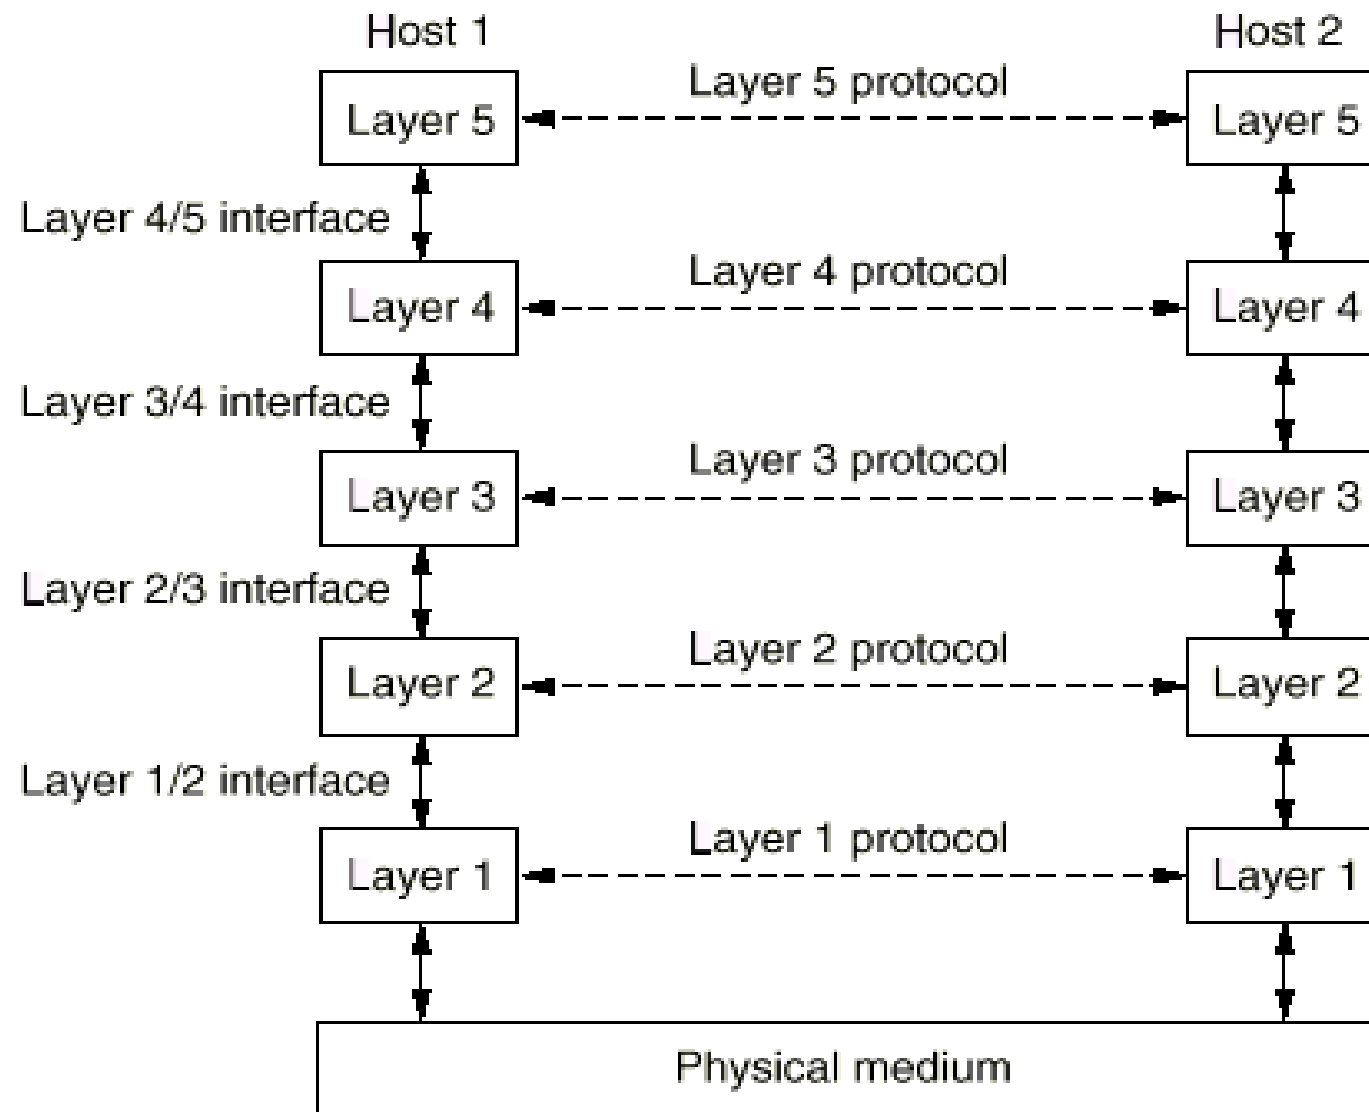 Host 1
Host 2
Layer 5 protocol
Layer 5
Layer 5
Layer 4/5 interface
Layer 4 protocol
Layer 4
Layer 4
Layer 3/4 interface
Layer 3 protocol
Layer 3
Layer 3
Layer 2/3 interface
Layer 2 protocol
Layer 2
Layer 2
Layer 1/2 interface
Layer 1 protocol
Layer 1
Layer 1
Physical medium